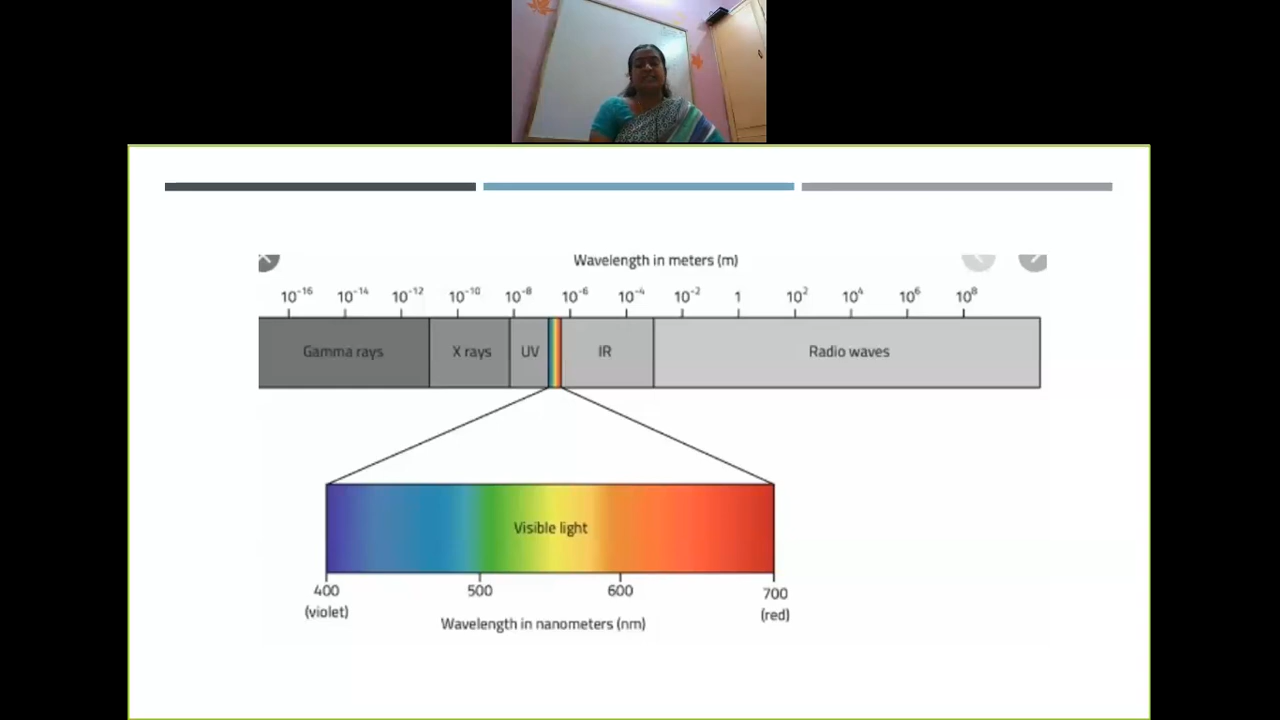 Wavelength in meters (m)
10⁻¹⁶ 10⁻¹⁴ 10⁻¹² 10⁻¹⁰ 10⁻⁸ 10⁻⁶ 10⁻⁴ 10⁻² 1 10² 10⁴ 10⁶ 10⁸
Gamma rays X rays UV IR Radio waves
Visible light
400 500 600 700
(violet) (red)
Wavelength in nanometers (nm)